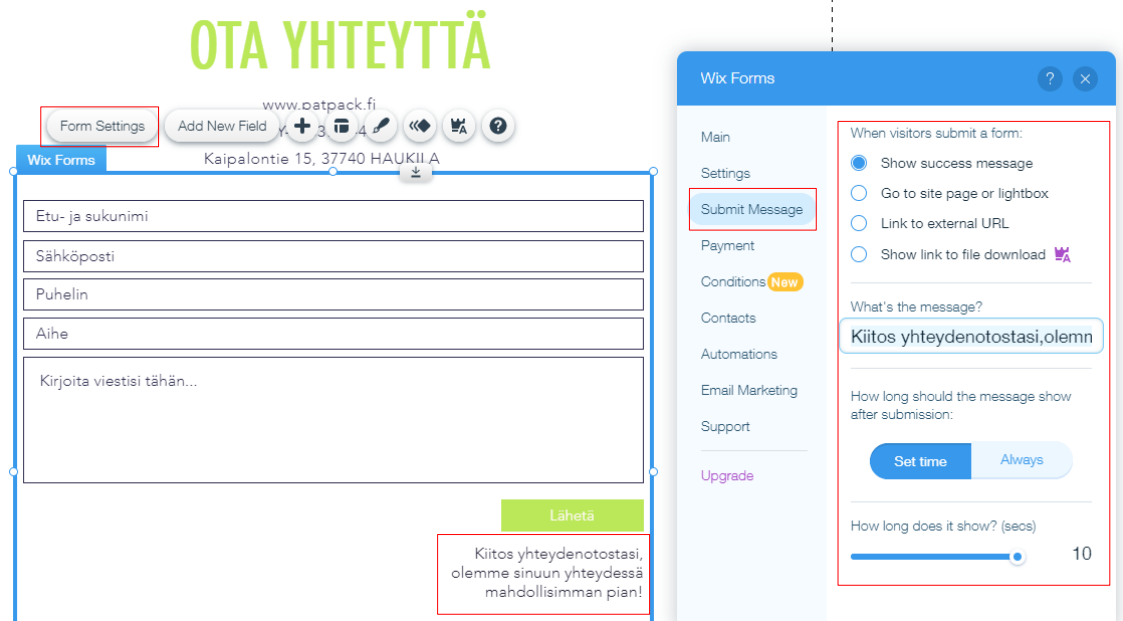 OTA YHTEYTTÄ
www.patpack.fi
Form Settings
Add New Field
Kaipalontie 15, 37740 HAUKILA
Wix Forms
Etu- ja sukunimi
Sähköposti
Puhelin
Aihe
Kirjoita viestisi tähän...
Lähetä
Kiitos yhteydenotostasi,
olemme sinuun yhteydessä
mahdollisimman pian!
Wix Forms
?
Main
Settings
Submit Message
Payment
Conditions New
Contacts
Automations
Email Marketing
Support
Upgrade
When visitors submit a form:
Show success message
Go to site page or lightbox
Link to external URL
Show link to file download
What's the message?
Kiitos yhteydenotostasi,olemm
How long should the message show
after submission:
Set time
Always
How long does it show? (secs)
10